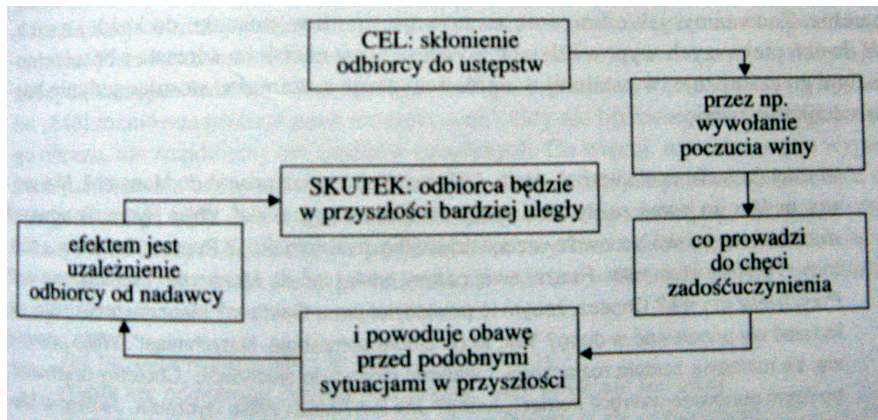 CEL: skłonienie
odbiorcy do ustępstw
przez np.
wywołanie
poczucia winy
co prowadzi
do chęci
zadośćuczynienia
i powoduje obawę
przed podobnymi
sytuacjami w przyszłości
efektem jest
uzależnienie
odbiorcy od nadawcy
SKUTEK: odbiorca będzie
w przyszłości bardziej uległy